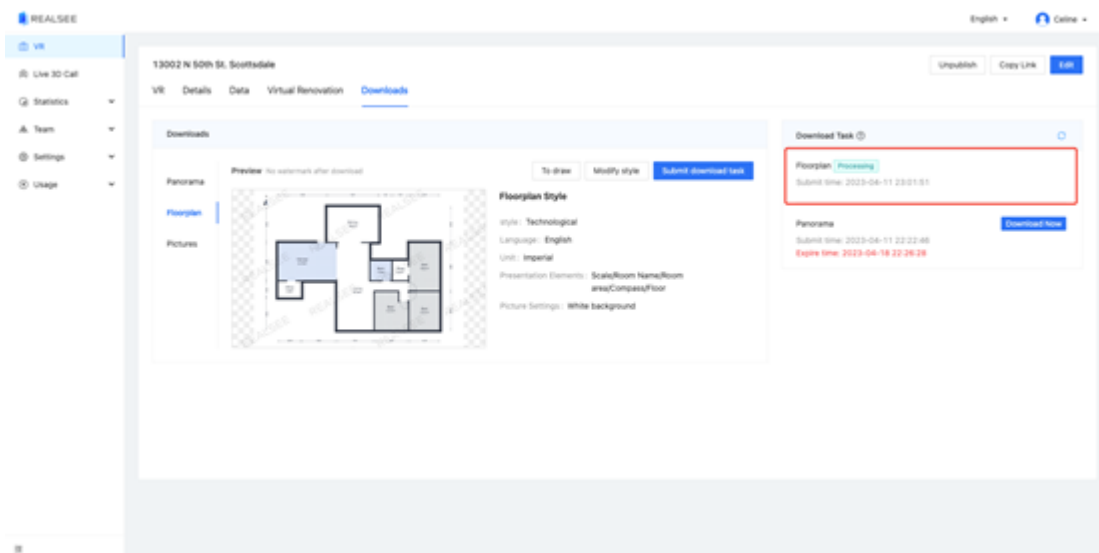 REALSEE
English
Celine
VR
Live 3D Call
Statistics
Team
Settings
Usage
13002 N 50th St. Scottsdale
Unpublish
Copy Link
Edit
VR Details Data Virtual Renovation Downloads
Downloads
Panorama
Floorplan
Pictures
Preview No watermark after download
To draw
Modify style
Submit download task
Floorplan Style
style: Technological
Language: English
Unit: Imperial
Presentation Elements: Scale/Room Name/Room
area/Compass/Floor
Picture Settings: White background
REALSEE
Download Task
Floorplan Processing
Submit time: 2023-04-11 23:01:51
Panorama
Download Now
Submit time: 2023-04-11 22:22:46
Expire time: 2023-04-18 22:26:28